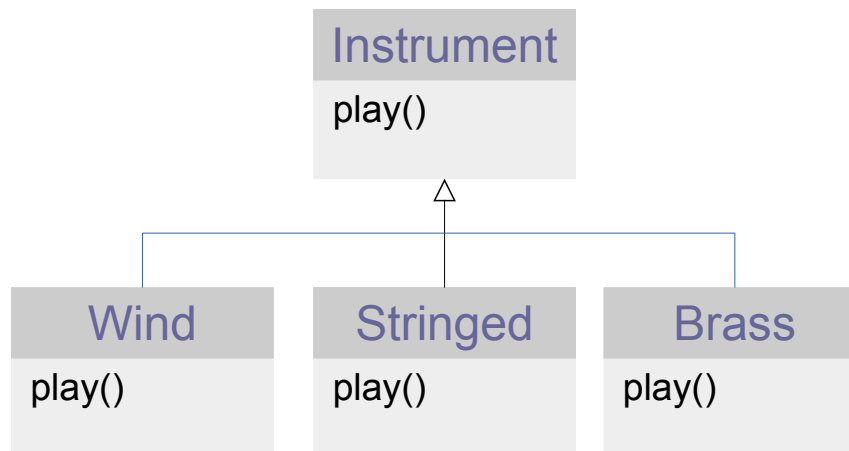 Instrument
play()
Wind
play()
Stringed
play()
Brass
play()